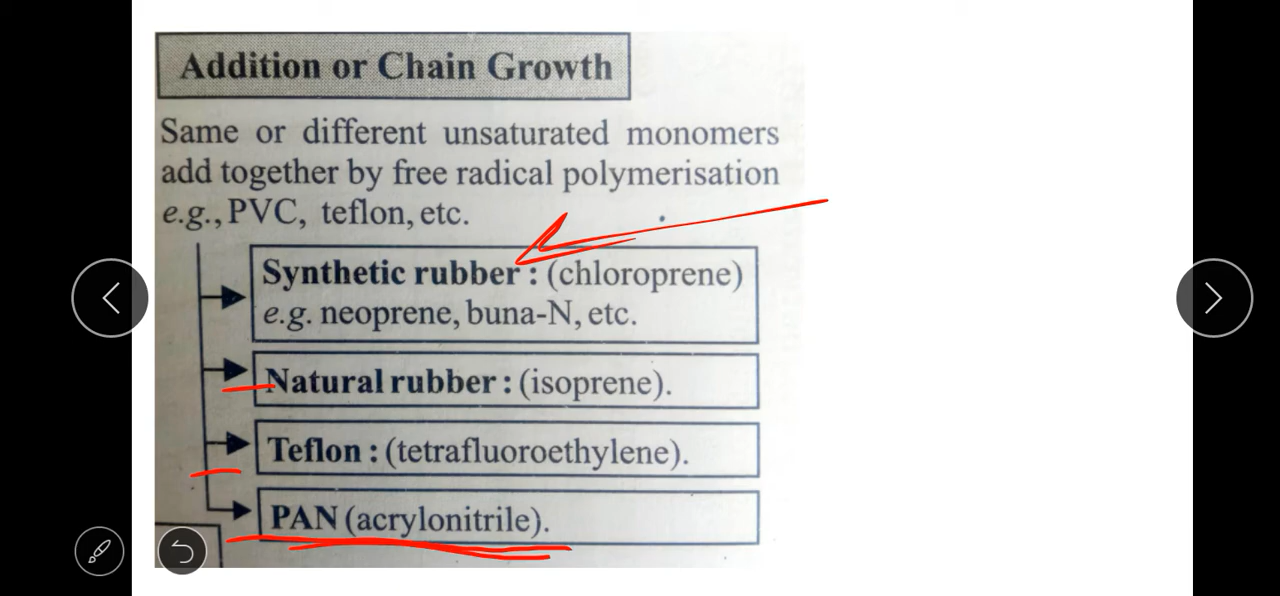 Addition or Chain Growth
Same or different unsaturated monomers
add together by free radical polymerisation
e.g., PVC, teflon, etc.
Synthetic rubber : (chloroprene)
e.g. neoprene, buna-N, etc.
Natural rubber : (isoprene).
Teflon : (tetrafluoroethylene).
PAN (acrylonitrile).